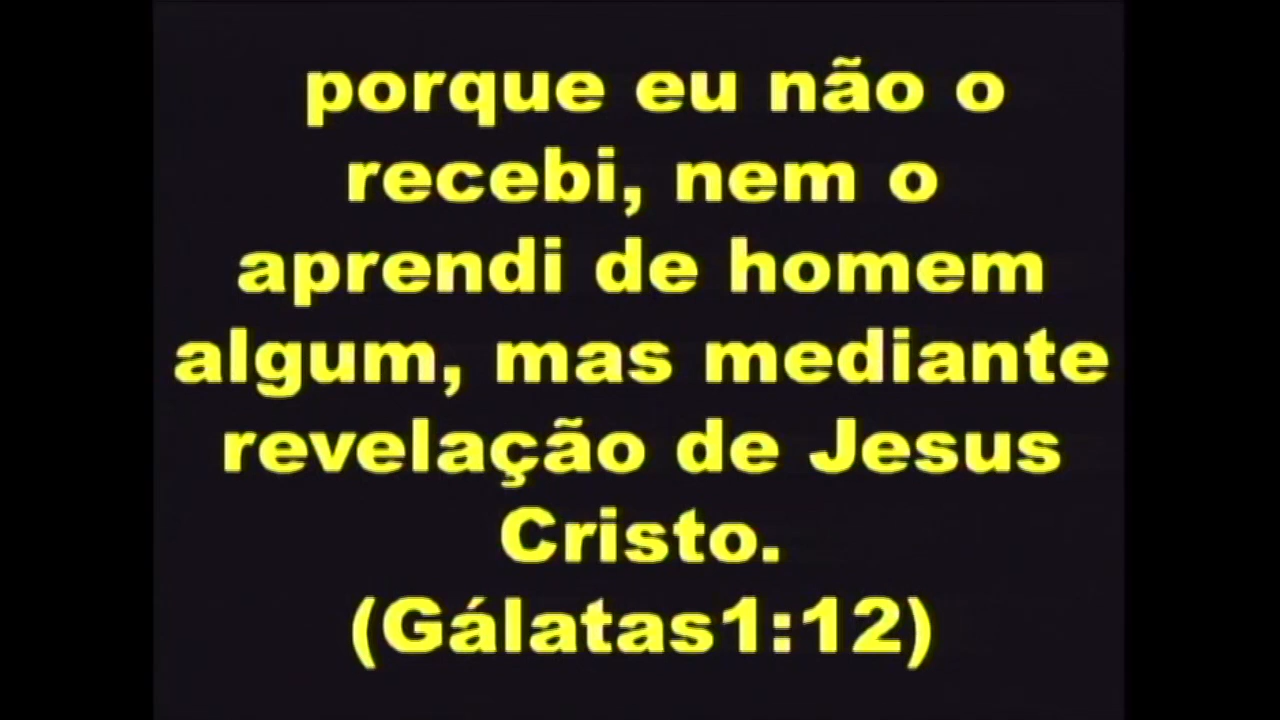 porque eu não o
recebi, nem o
aprendi de homem
algum, mas mediante
revelação de Jesus
Cristo.
(Gálatas1:12)